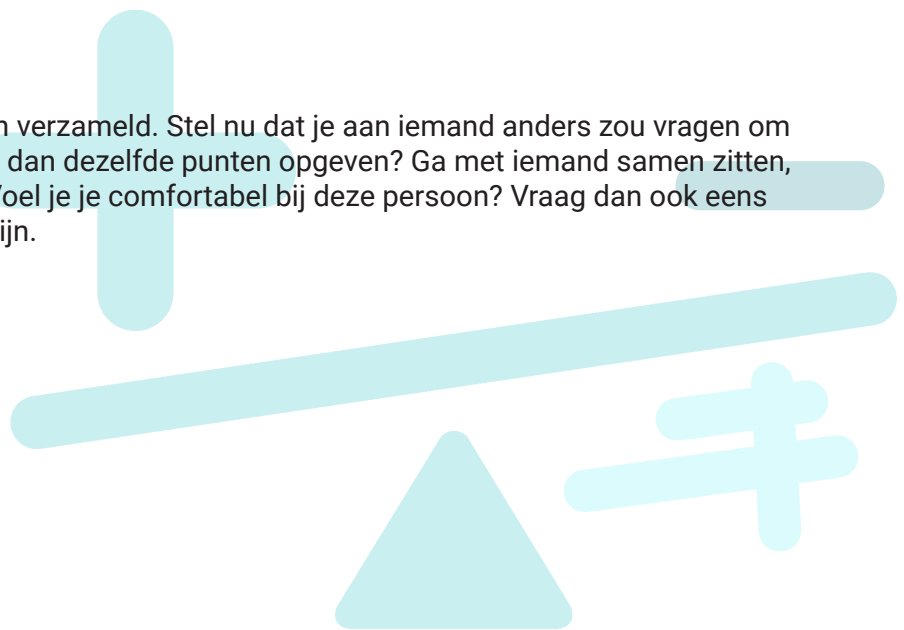 n verzameld. Stel nu dat je aan iemand anders zou vragen om
dan dezelfde punten opgeven? Ga met iemand samen zitten,
Voel je je comfortabel bij deze persoon? Vraag dan ook eens
ijn.